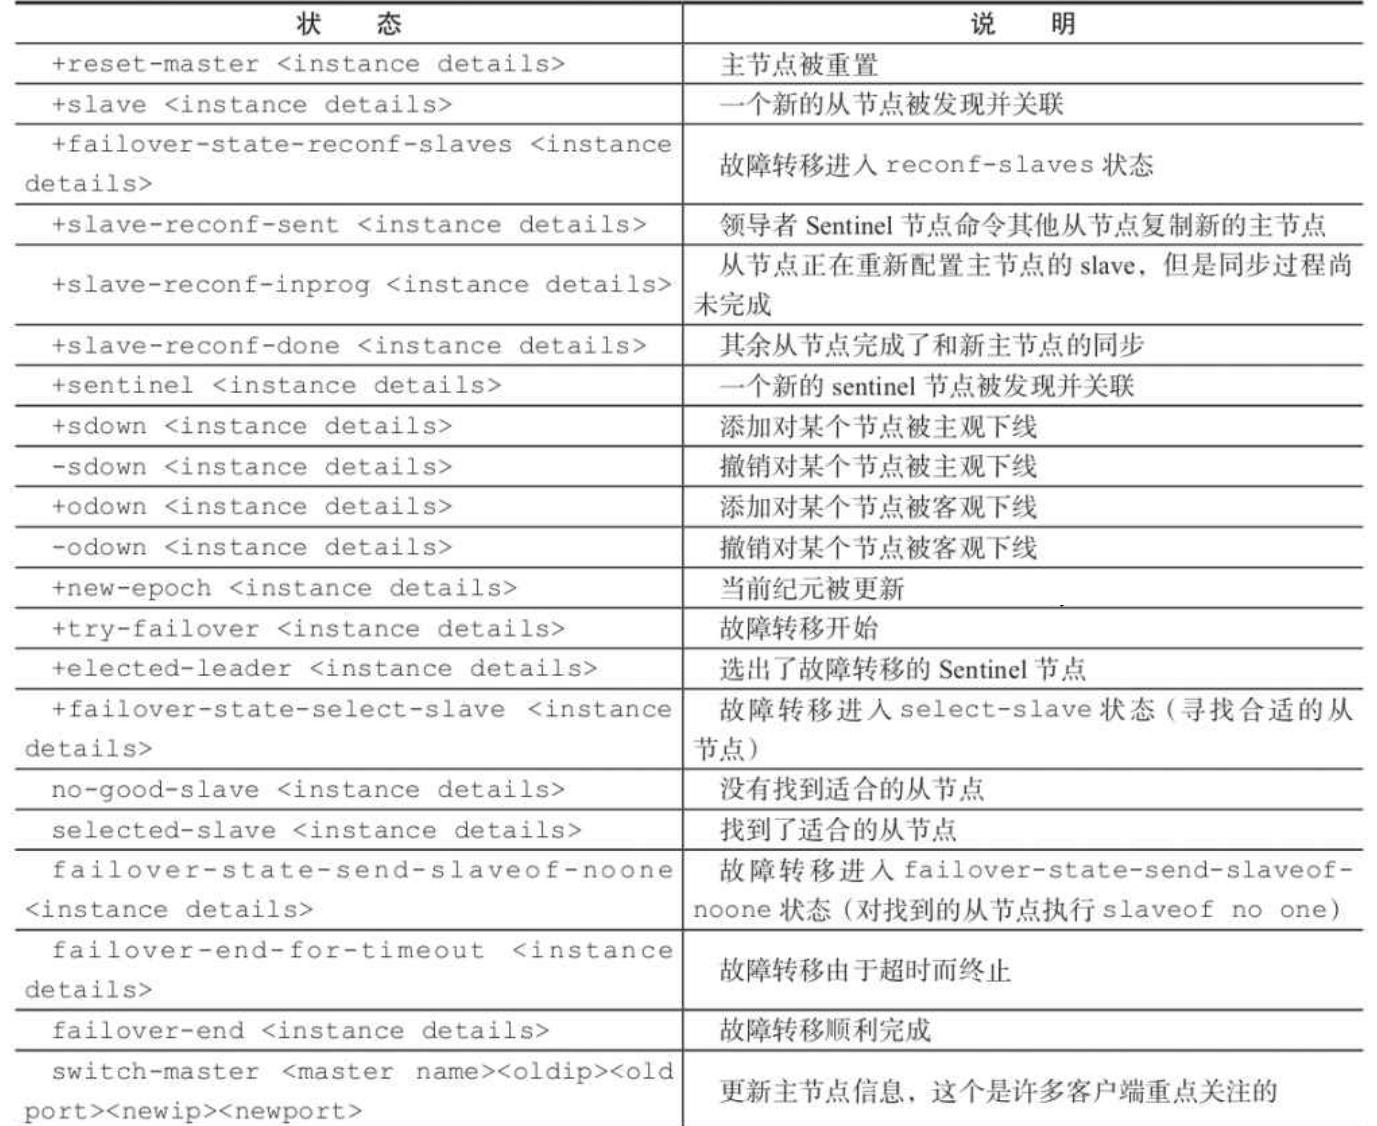 状 态 说 明
+reset-master <instance details> 主节点被重置
+slave <instance details> 一个新的从节点被发现并关联
+failover-state-reconf-slaves <instance
details>
故障转移进入 reconf-slaves 状态
+slave-reconf-sent <instance details> 领导者 Sentinel 节点命令其他从节点复制新的主节点
+slave-reconf-inprog <instance details>
从节点正在重新配置主节点的 slave，但是同步过程尚
未完成
+slave-reconf-done <instance details> 其余从节点完成了和新主节点的同步
+sentinel <instance details> 一个新的 sentinel 节点被发现并关联
+sdown <instance details> 添加对某个节点被主观下线
-sdown <instance details> 撤销对某个节点被主观下线
+odown <instance details> 添加对某个节点被客观下线
-odown <instance details> 撤销对某个节点被客观下线
+new-epoch <instance details> 当前纪元被更新
+try-failover <instance details> 故障转移开始
+elected-leader <instance details> 选出了故障转移的 Sentinel 节点
+failover-state-select-slave <instance
details>
故障转移进入 select-slave 状态（寻找合适的从
节点）
no-good-slave <instance details> 没有找到适合的从节点
selected-slave <instance details> 找到了适合的从节点
failover-state-send-slaveof-noone
<instance details>
故障转移进入 failover-state-send-slaveof-
noone 状态（对找到的从节点执行 slaveof no one）
failover-end-for-timeout <instance
details>
故障转移由于超时而终止
failover-end <instance details> 故障转移顺利完成
switch-master <master name><oldip><old
port><newip><newport>
更新主节点信息，这个是许多客户端重点关注的